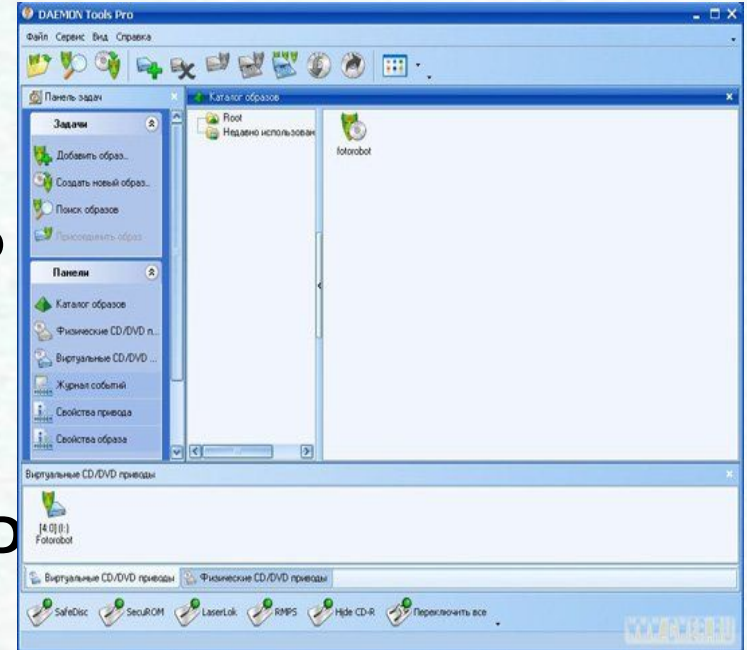 DAEMON Tools Pro
Файл Сервис Вид Справка
Панель задач
Задачи
Добавить образ..
Создать новый образ..
Поиск образов
Присоединить образ
Панели
Каталог образов
Физические CD/DVD п...
Виртуальные CD/DVD ...
Журнал событий
Свойства привода
Свойства образа
Каталог образов
Root
Недавно использован
fotorobot
Виртуальные CD/DVD приводы
[4:0] (I:)
Fotorobot
Виртуальные CD/DVD приводы Физические CD/DVD приводы
SafeDisc SecuROM LaserLok RMPS Hide CD-R Переключить все